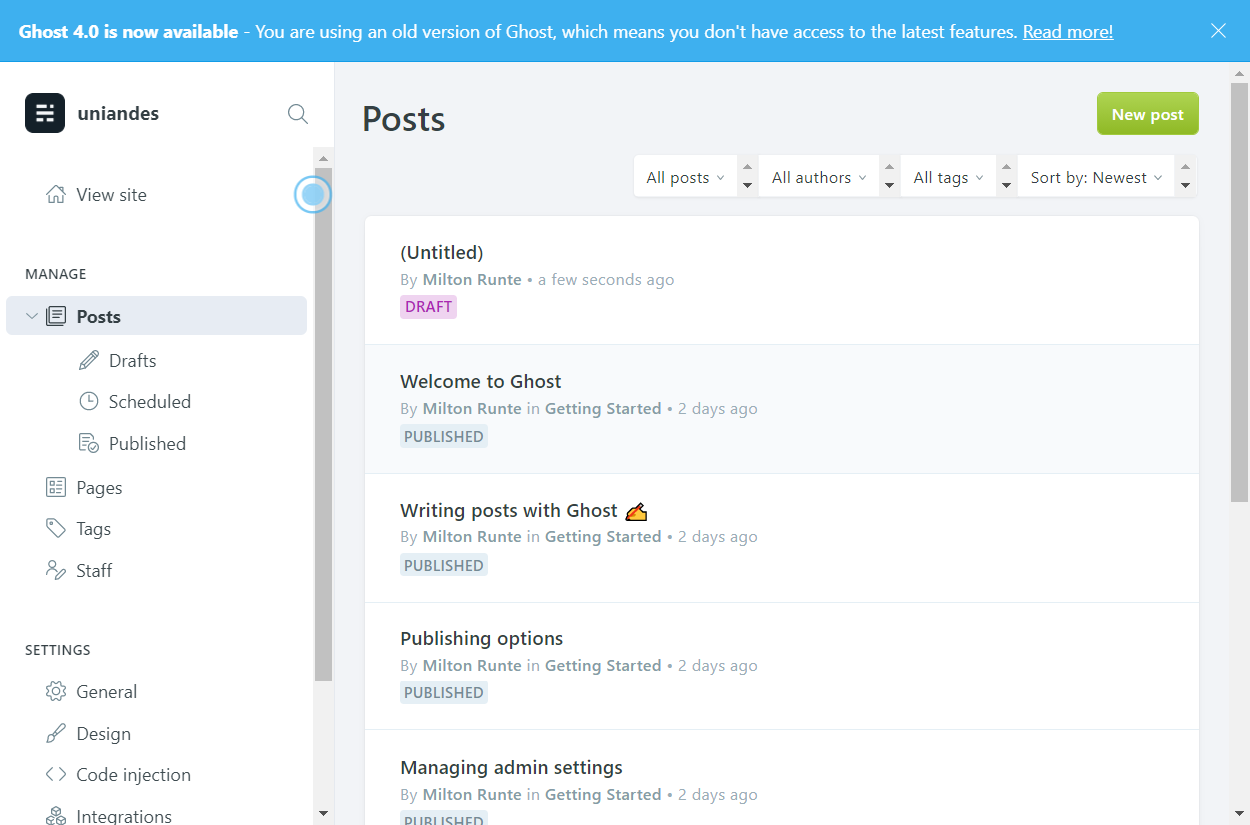 Ghost 4.0 is now available - You are using an old version of Ghost, which means you don't have access to the latest features. Read more!
uniandes
View site
MANAGE
Posts
Drafts
Scheduled
Published
Pages
Tags
Staff
SETTINGS
General
Design
Code injection
Integrations
Posts
New post
All posts
All authors
All tags
Sort by: Newest
(Untitled)
By Milton Runte • a few seconds ago
DRAFT
Welcome to Ghost
By Milton Runte in Getting Started • 2 days ago
PUBLISHED
Writing posts with Ghost ✍️
By Milton Runte in Getting Started • 2 days ago
PUBLISHED
Publishing options
By Milton Runte in Getting Started • 2 days ago
PUBLISHED
Managing admin settings
By Milton Runte in Getting Started • 2 days ago
PUBLISHED